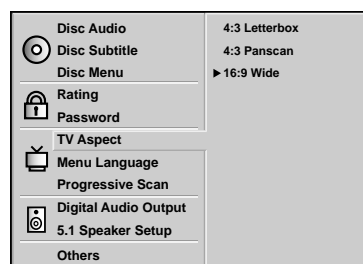 Disc Audio
Disc Subtitle
Disc Menu
Rating
Password
TV Aspect
Menu Language
Progressive Scan
Digital Audio Output
5.1 Speaker Setup
Others
4:3 Letterbox
4:3 Panscan
16:9 Wide